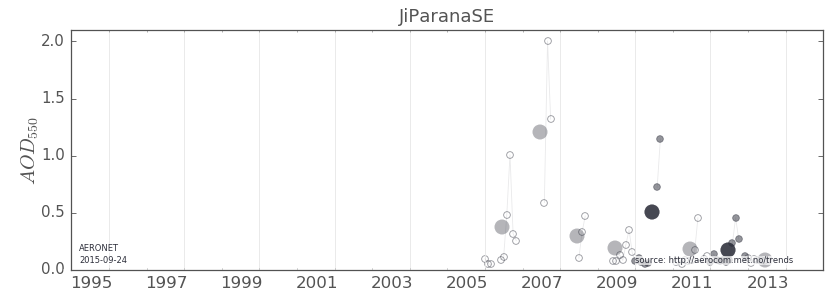 JiParanaSE
2.0
1.5
1.0
0.5
0.0
AOD550
AERONET
2015-09-24
source: http://aerocom.met.no/trends
1995 1997 1999 2001 2003 2005 2007 2009 2011 2013